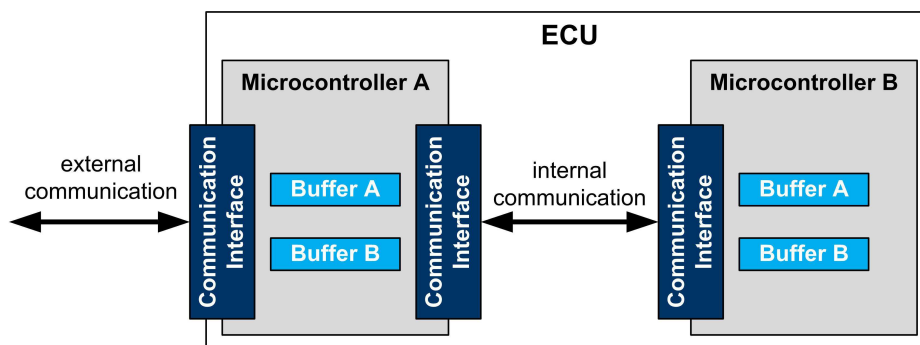 ECU
Microcontroller A
Microcontroller B
external
communication
Communication
Interface
Buffer A
Buffer B
Communication
Interface
internal
communication
Communication
Interface
Buffer A
Buffer B